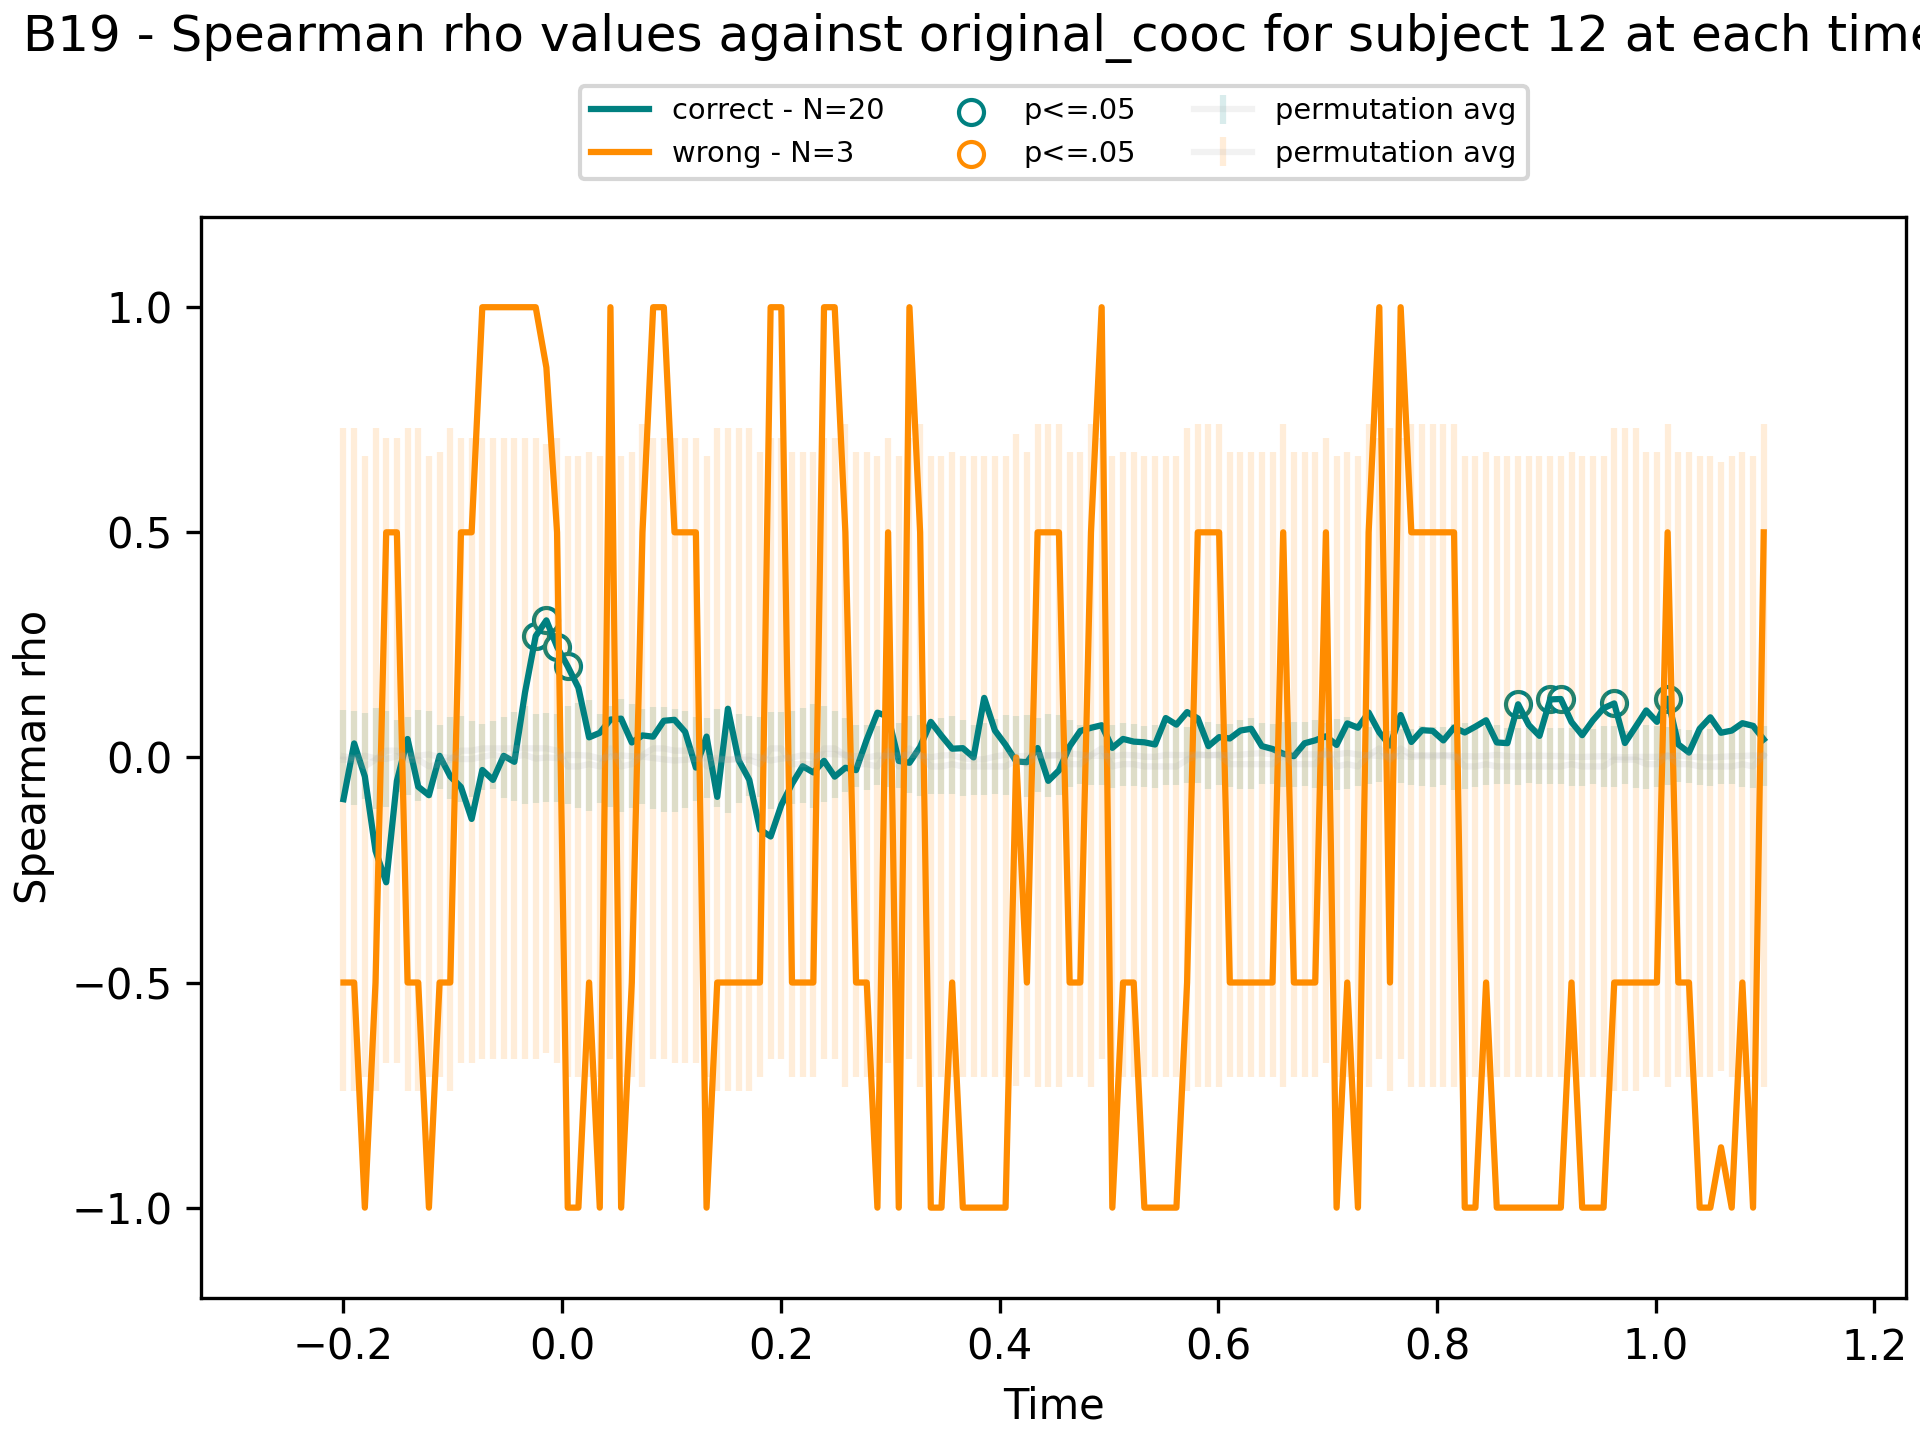 B19 - Spearman rho values against original_cooc for subject 12 at each time
correct - N=20
wrong - N=3
p<=.05
p<=.05
permutation avg
permutation avg
Spearman rho
1.0
0.5
0.0
−0.5
−1.0
−0.2
0.0
0.2
0.4
0.6
0.8
1.0
1.2
Time